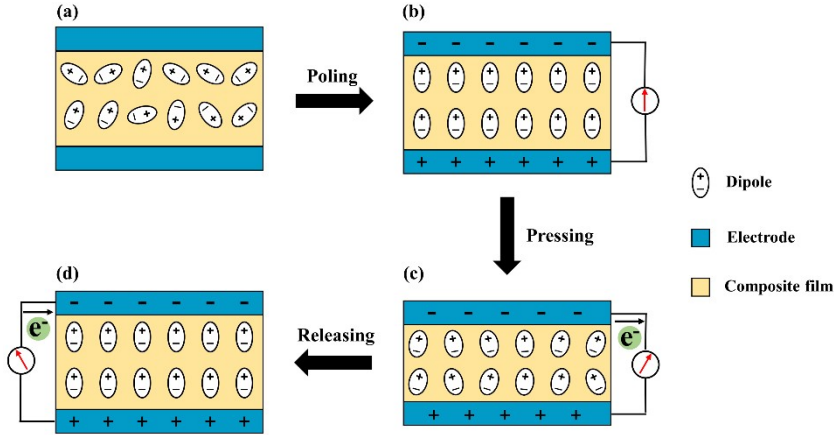 (a)
Poling
(b)
- - - - - -
+ + + + + +
Pressing
(c)
- - - - -
e-
+ + + + +
Releasing
(d)
- - - - - -
e-
+ + + + + +
Dipole
Electrode
Composite film